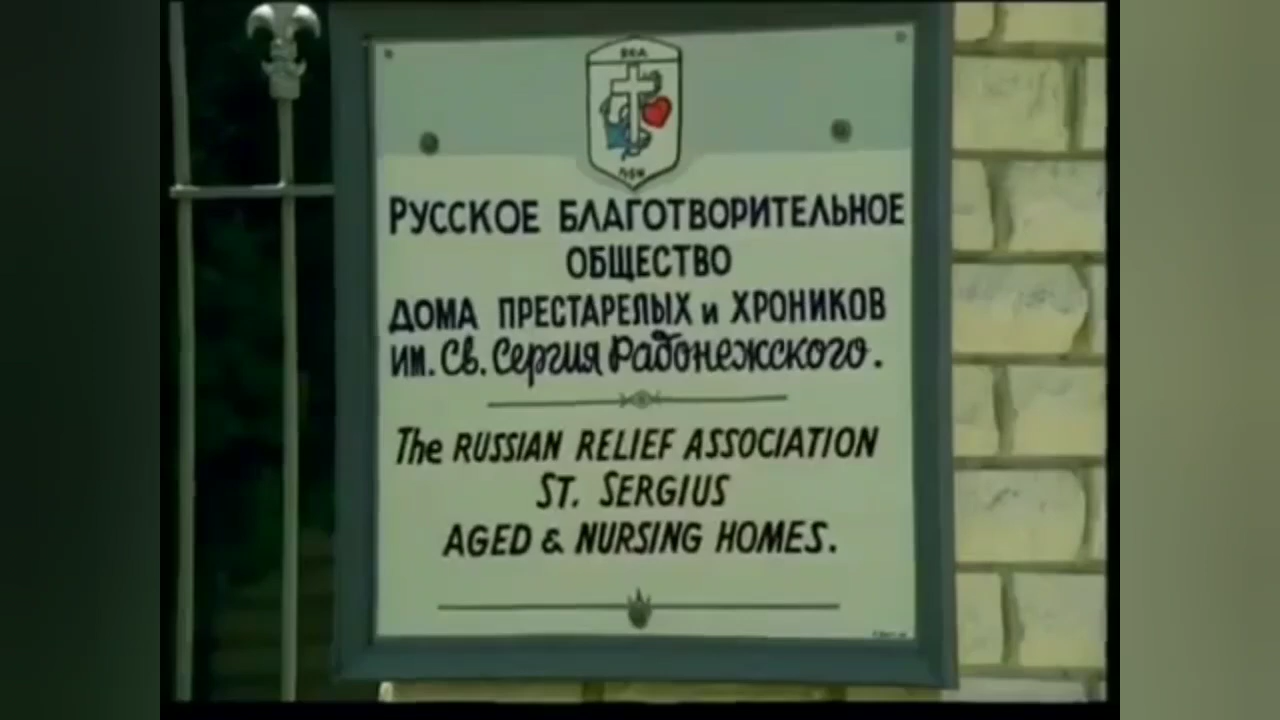 РУССКОЕ БЛАГОТВОРИТЕЛЬНОЕ
ОБЩЕСТВО
ДОМА ПРЕСТАРЕЛЫХ и ХРОНИКОВ
ИМ. Св. Сергия Радонежского.
The RUSSIAN RELIEF ASSOCIATION
ST. SERGIUS
AGED & NURSING HOMES.